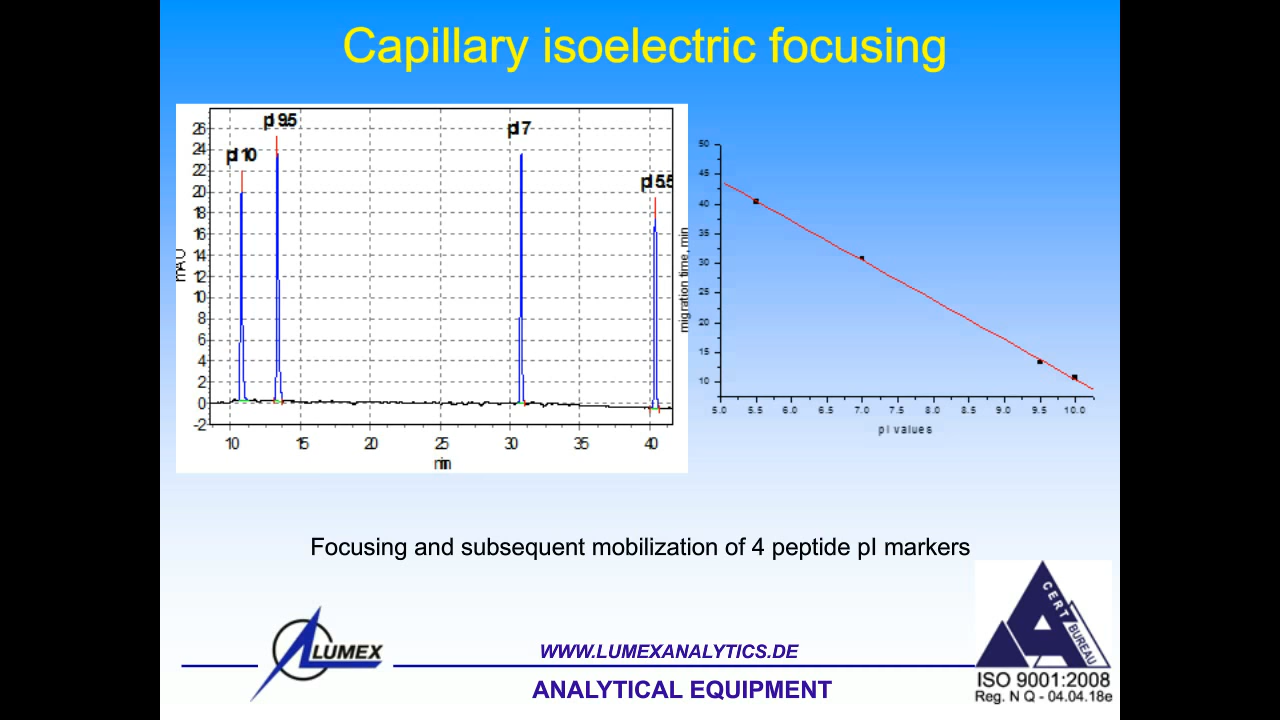 Capillary isoelectric focusing
pI 9.5
pI 7
pI 10
pI 5.5
26
24
22
20
18
16
14
12
10
8
6
4
2
0
-2
mAU
10 15 20 25 30 35 40
min
50
45
40
35
30
25
20
15
10
migration time, min
5.0 5.5 6.0 6.5 7.0 7.5 8.0 8.5 9.0 9.5 10.0
pI values
Focusing and subsequent mobilization of 4 peptide pI markers
LUMEX
WWW.LUMEXANALYTICS.DE
ANALYTICAL EQUIPMENT
CERT
BUREAU
ISO 9001:2008
Reg. N Q - 04.04.18e